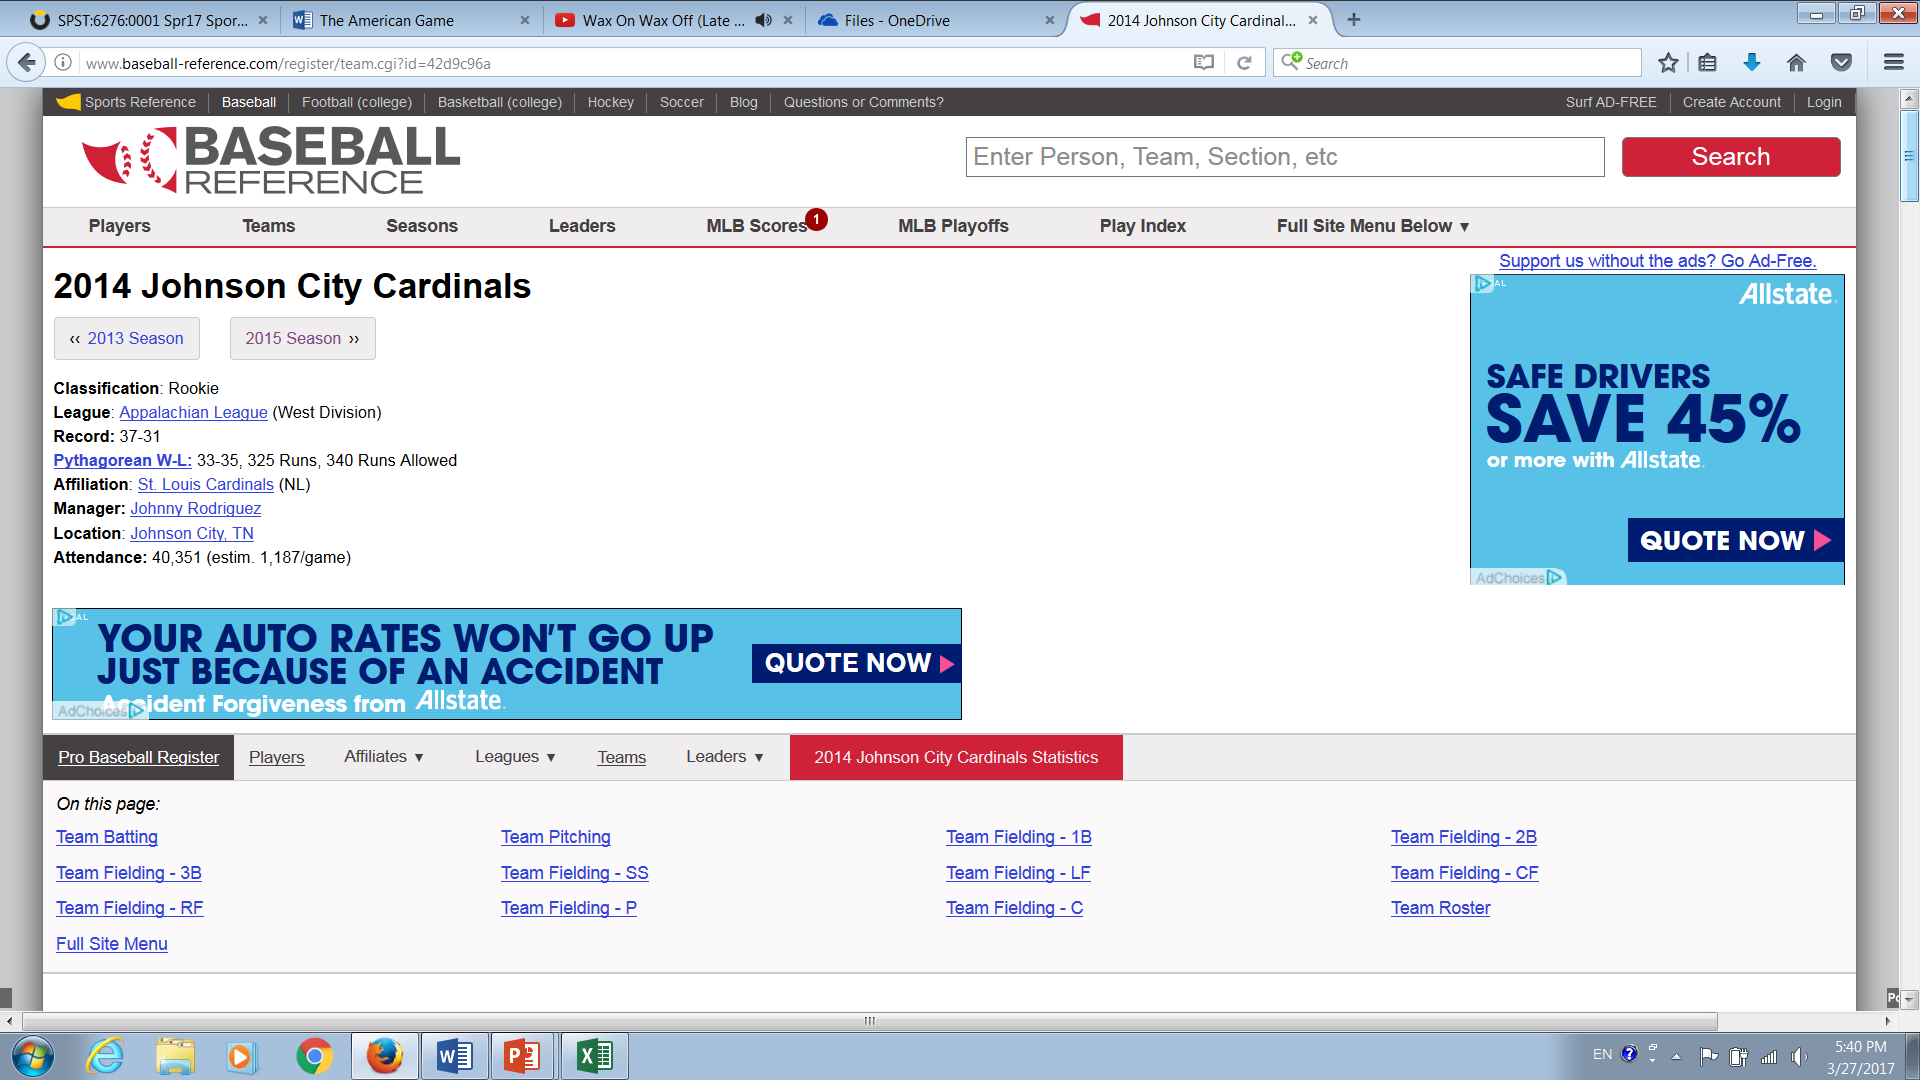 SPST:6276:0001 Spr17 Spor...
The American Game
Wax On Wax Off (Late ...
Files - OneDrive
2014 Johnson City Cardinal...
www.baseball-reference.com/register/team.cgi?id=42d9c96a
Search
Sports Reference
Baseball
Football (college)
Basketball (college)
Hockey
Soccer
Blog
Questions or Comments?
Surf AD-FREE
Create Account
Login
BASEBALL
REFERENCE
Enter Person, Team, Section, etc
Search
Players
Teams
Seasons
Leaders
MLB Scores 1
MLB Playoffs
Play Index
Full Site Menu Below ▼
2014 Johnson City Cardinals
‹‹ 2013 Season
2015 Season ››
Classification: Rookie
League: Appalachian League (West Division)
Record: 37-31
Pythagorean W-L: 33-35, 325 Runs, 340 Runs Allowed
Affiliation: St. Louis Cardinals (NL)
Manager: Johnny Rodriguez
Location: Johnson City, TN
Attendance: 40,351 (estim. 1,187/game)
Support us without the ads? Go Ad-Free.
AL
Allstate
SAFE DRIVERS
SAVE 45%
or more with Allstate.
QUOTE NOW
AdChoices
AL
YOUR AUTO RATES WON'T GO UP
JUST BECAUSE OF AN ACCIDENT
Accident Forgiveness from Allstate
QUOTE NOW
AdChoices
Pro Baseball Register
Players
Affiliates ▼
Leagues ▼
Teams
Leaders ▼
2014 Johnson City Cardinals Statistics
On this page:
Team Batting
Team Pitching
Team Fielding - 1B
Team Fielding - 2B
Team Fielding - 3B
Team Fielding - SS
Team Fielding - LF
Team Fielding - CF
Team Fielding - RF
Team Fielding - P
Team Fielding - C
Team Roster
Full Site Menu
EN
5:40 PM
3/27/2017